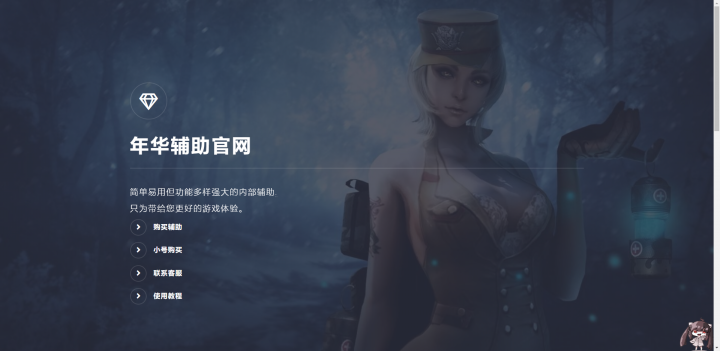 年华辅助官网
简单易用但功能多样强大的内部辅助
只为带给您更好的游戏体验。
购买辅助
小号购买
联系客服
使用教程